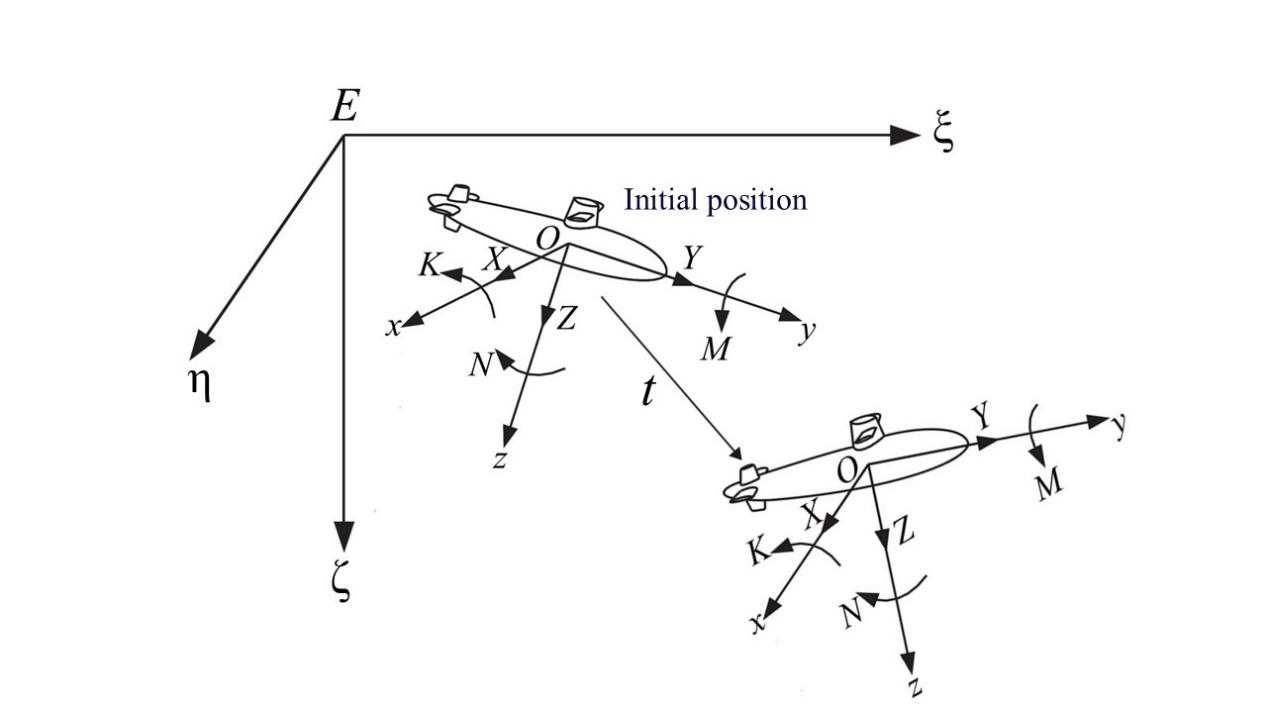 E
ξ
Initial position
O
Y
K
X
x
Z
y
M
N
η
t
z
Y
y
O
M
X
Z
K
ζ
N
x
z